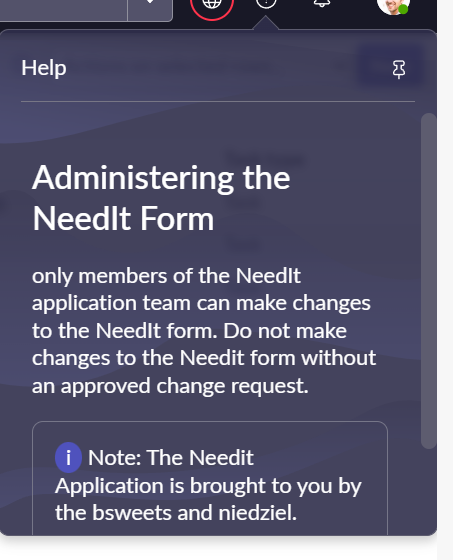 Help
Administering the
NeedIt Form
only members of the NeedIt
application team can make changes
to the NeedIt form. Do not make
changes to the Needit form without
an approved change request.
i Note: The Needit
Application is brought to you by
the bsweets and niedziel.